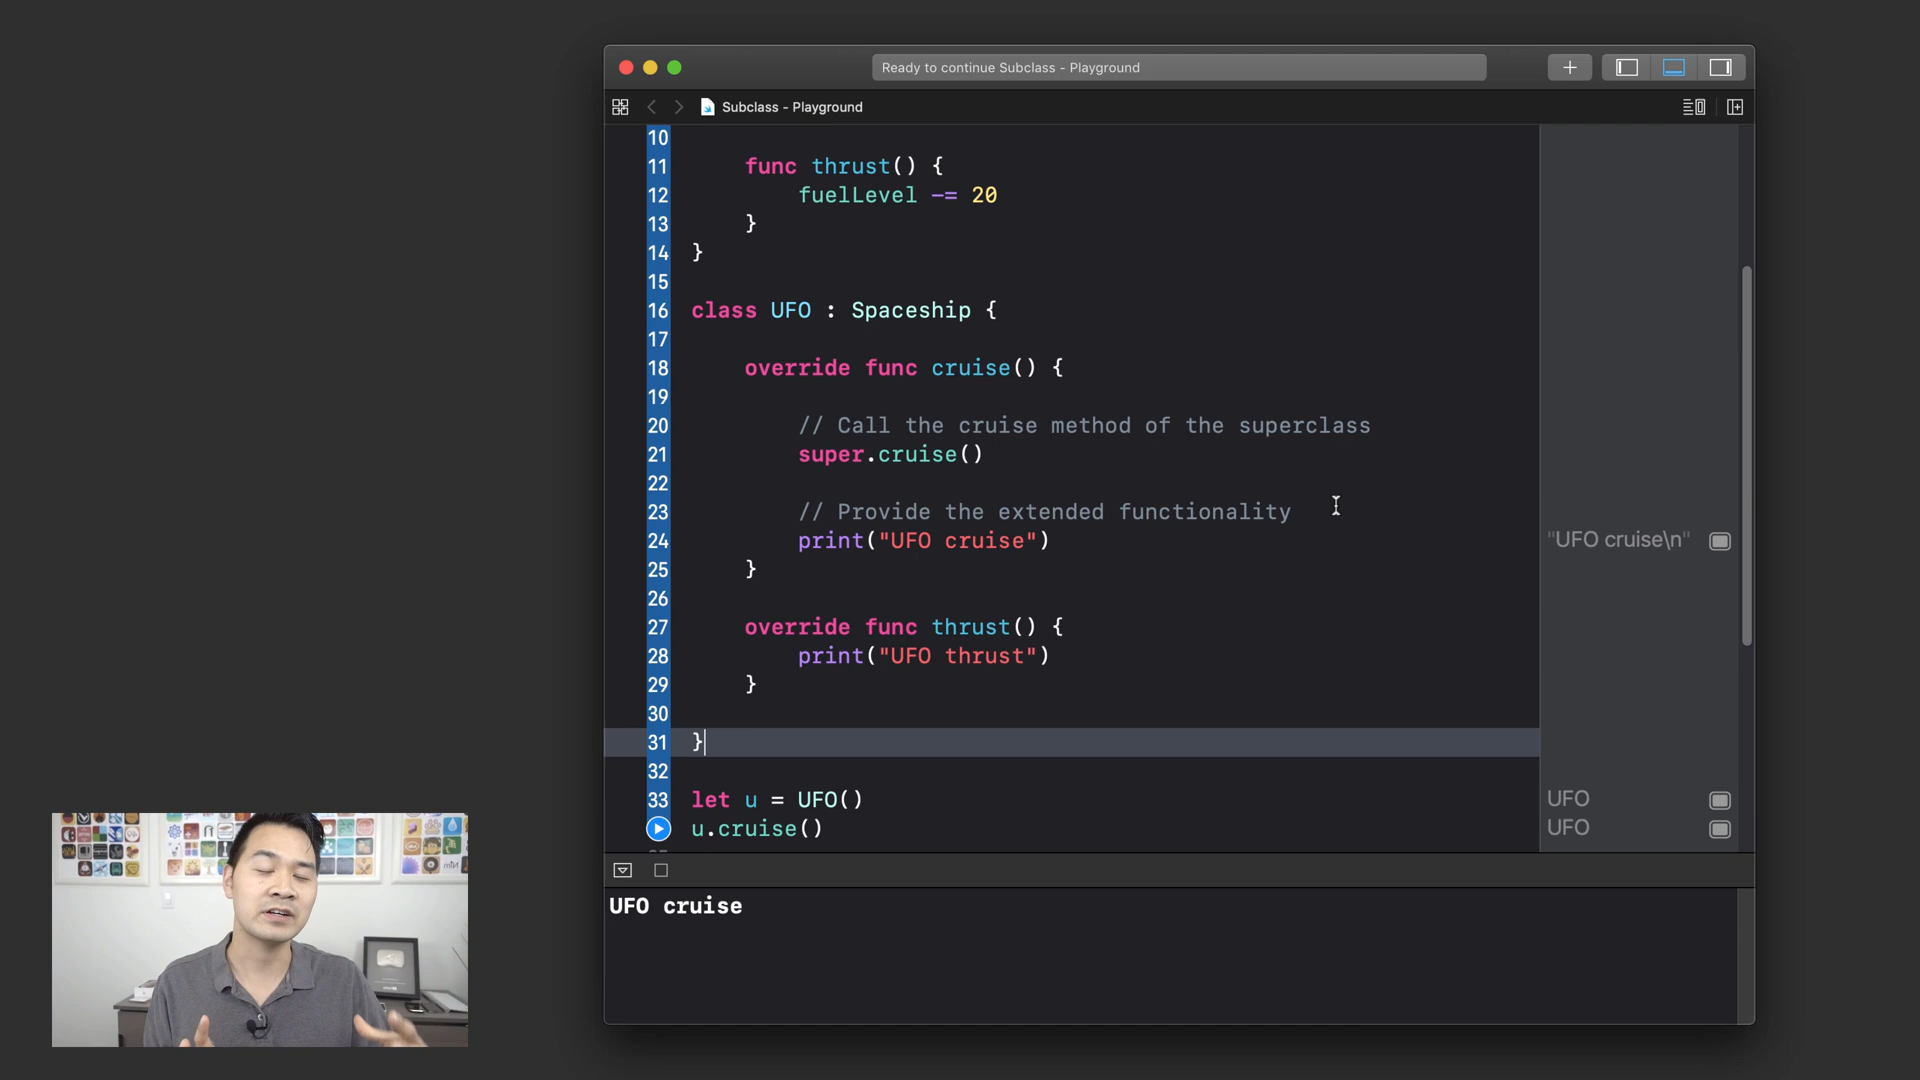 Ready to continue Subclass - Playground
Subclass - Playground
10
11 func thrust() {
12 fuelLevel -= 20
13 }
14 }
15
16 class UFO : Spaceship {
17
18 override func cruise() {
19
20 // Call the cruise method of the superclass
21 super.cruise()
22
23 // Provide the extended functionality
24 print("UFO cruise") "UFO cruise\n"
25 }
26
27 override func thrust() {
28 print("UFO thrust")
29 }
30
31 }
32
33 let u = UFO() UFO
u.cruise() UFO
UFO cruise